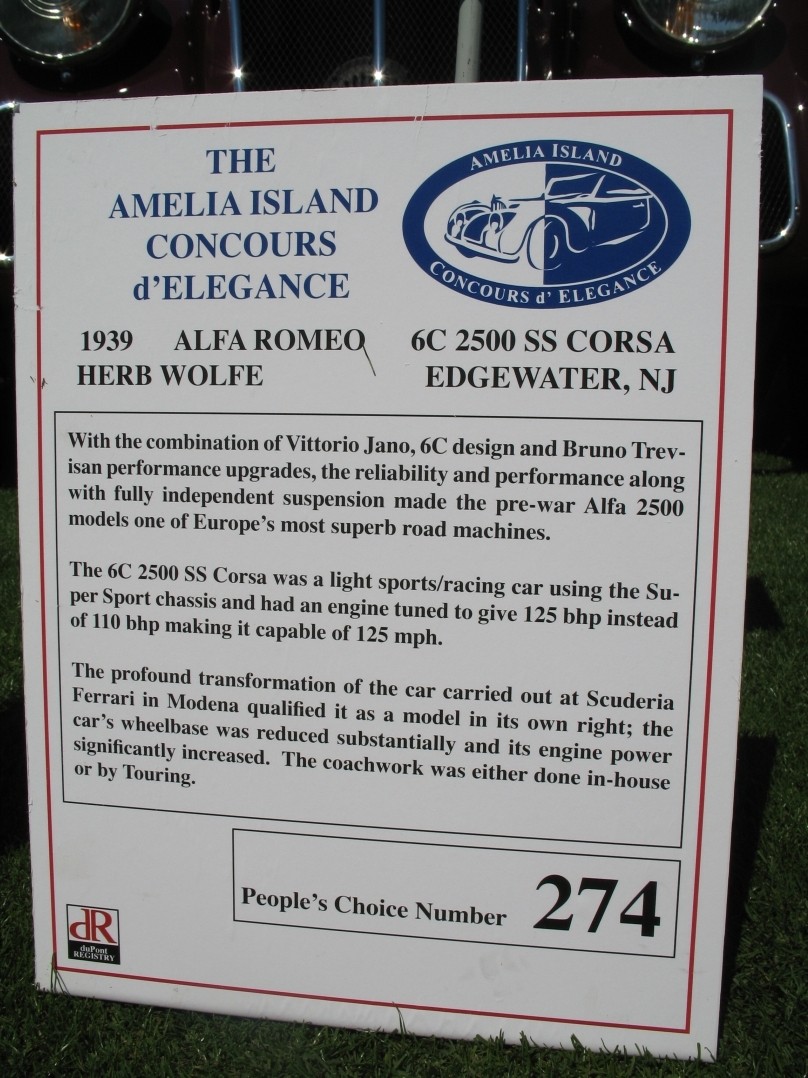 THE
AMELIA ISLAND
CONCOURS
d'ELEGANCE
AMELIA ISLAND
CONCOURS d' ELEGANCE
1939 ALFA ROMEO 6C 2500 SS CORSA
HERB WOLFE EDGEWATER, NJ
With the combination of Vittorio Jano, 6C design and Bruno Trev-
isan performance upgrades, the reliability and performance along
with fully independent suspension made the pre-war Alfa 2500
models one of Europe's most superb road machines.
The 6C 2500 SS Corsa was a light sports/racing car using the Su-
per Sport chassis and had an engine tuned to give 125 bhp instead
of 110 bhp making it capable of 125 mph.
The profound transformation of the car carried out at Scuderia
Ferrari in Modena qualified it as a model in its own right; the
car's wheelbase was reduced substantially and its engine power
significantly increased. The coachwork was either done in-house
or by Touring.
People's Choice Number 274
dR
duPont
REGISTRY